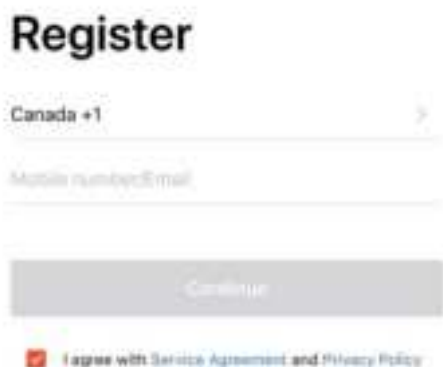 Register
Canada +1
Mobile number/Email
Continue
I agree with Service Agreement and Privacy Policy